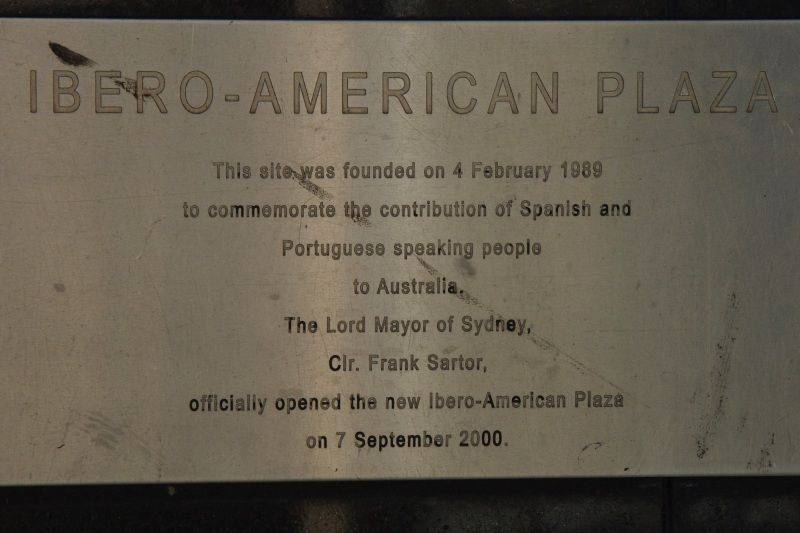 IBERO-AMERICAN PLAZA
This site was founded on 4 February 1989
to commemorate the contribution of Spanish and
Portuguese speaking people
to Australia.
The Lord Mayor of Sydney,
Clr. Frank Sartor,
officially opened the new Ibero-American Plaza
on 7 September 2000.